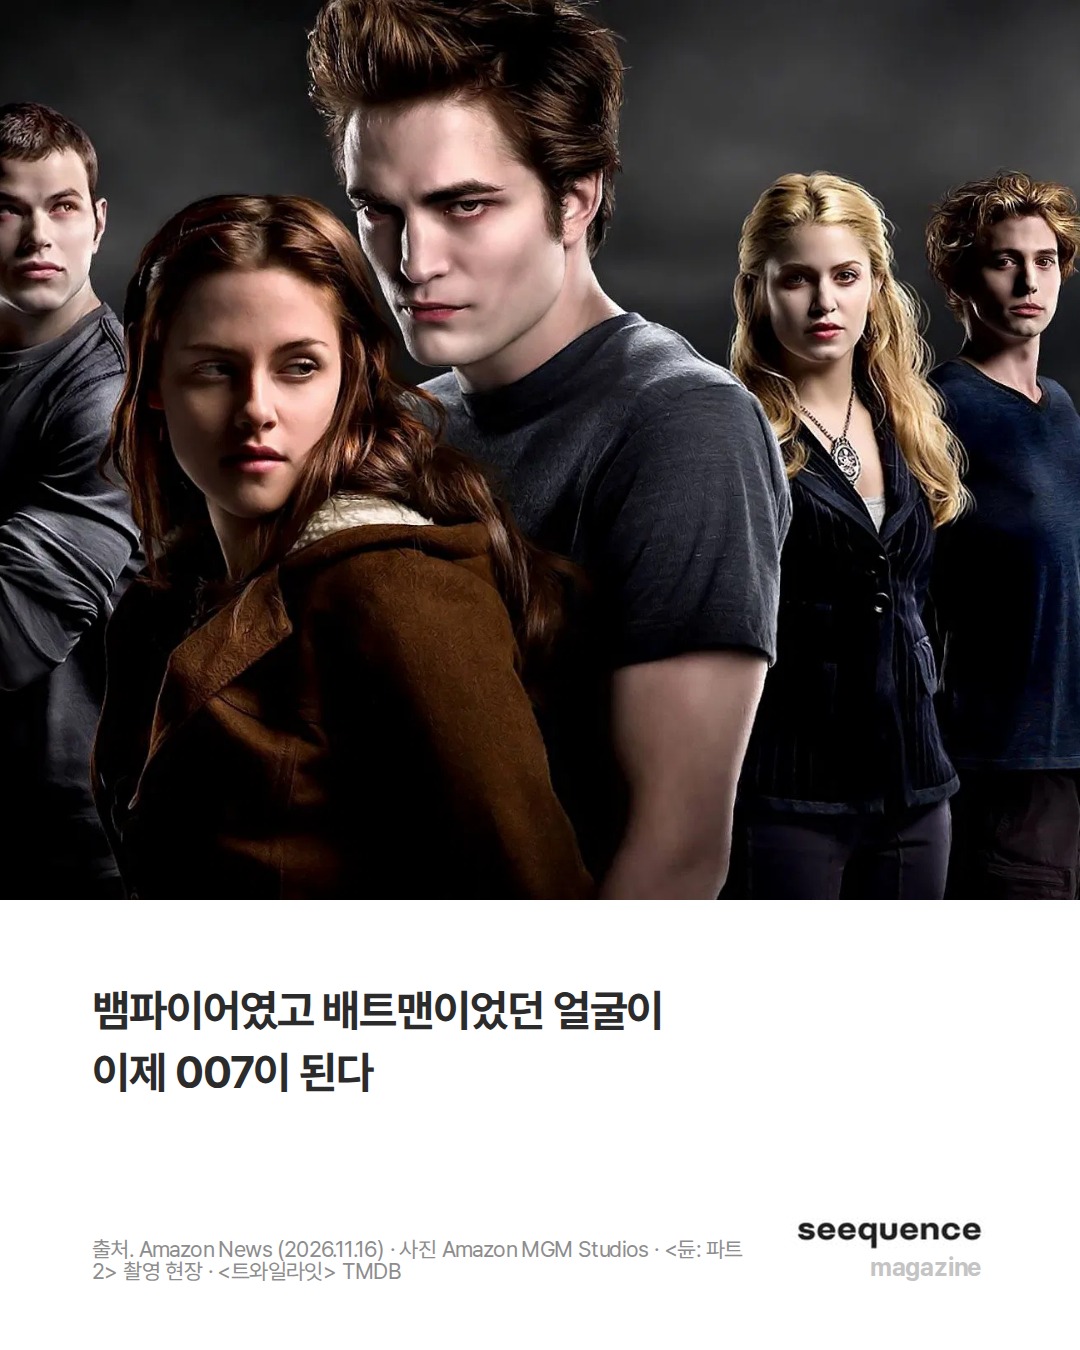 뱀파이어였고 배트맨이었던 얼굴이
이제 007이 된다
출처. Amazon News (2026.11.16) · 사진 Amazon MGM Studios · <듄: 파트
2> 촬영 현장 · <트와일라잇> TMDB
seequence
magazine